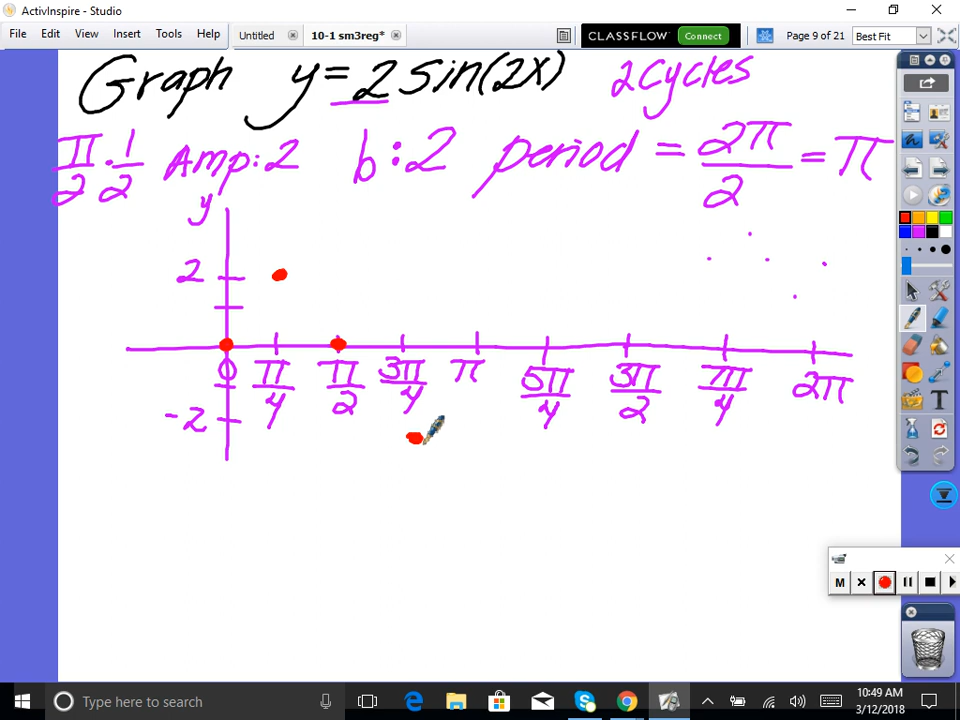 ActivInspire - Studio
File Edit View Insert Tools Help Untitled 10-1 sm3reg* CLASSFLOW™ Connect Page 9 of 21 Best Fit
Graph y = 2 sin(2x) 2 cycles
π/2 · 1/2 Amp: 2 b: 2 period = 2π/2 = π
y
2
0 π/4 π/2 3π/4 π 5π/4 3π/2 7π/4 2π
-2
M
Type here to search
10:49 AM
3/12/2018